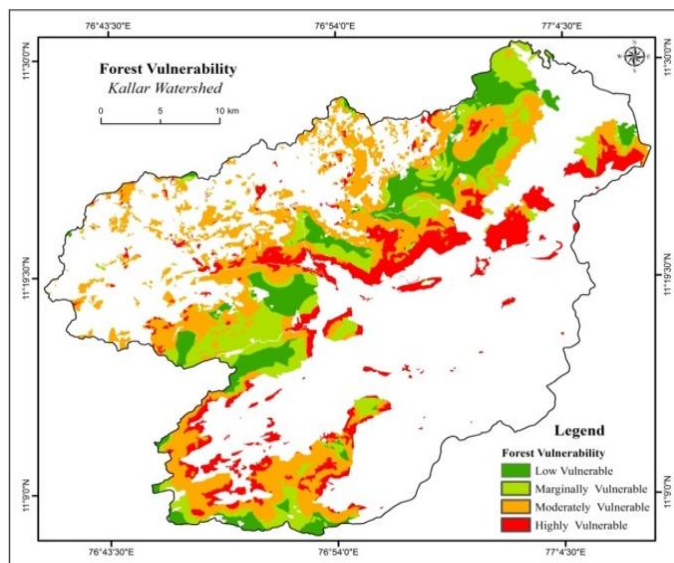 76°43'30"E
76°54'0"E
77°4'30"E
11°30'0"N
11°30'0"N
Forest Vulnerability
Kallar Watershed
0 5 10 km
N
W E
S
11°19'30"N
11°19'30"N
11°9'0"N
11°9'0"N
Legend
Forest Vulnerability
Low Vulnerable
Marginally Vulnerable
Moderately Vulnerable
Highly Vulnerable
76°43'30"E
76°54'0"E
77°4'30"E